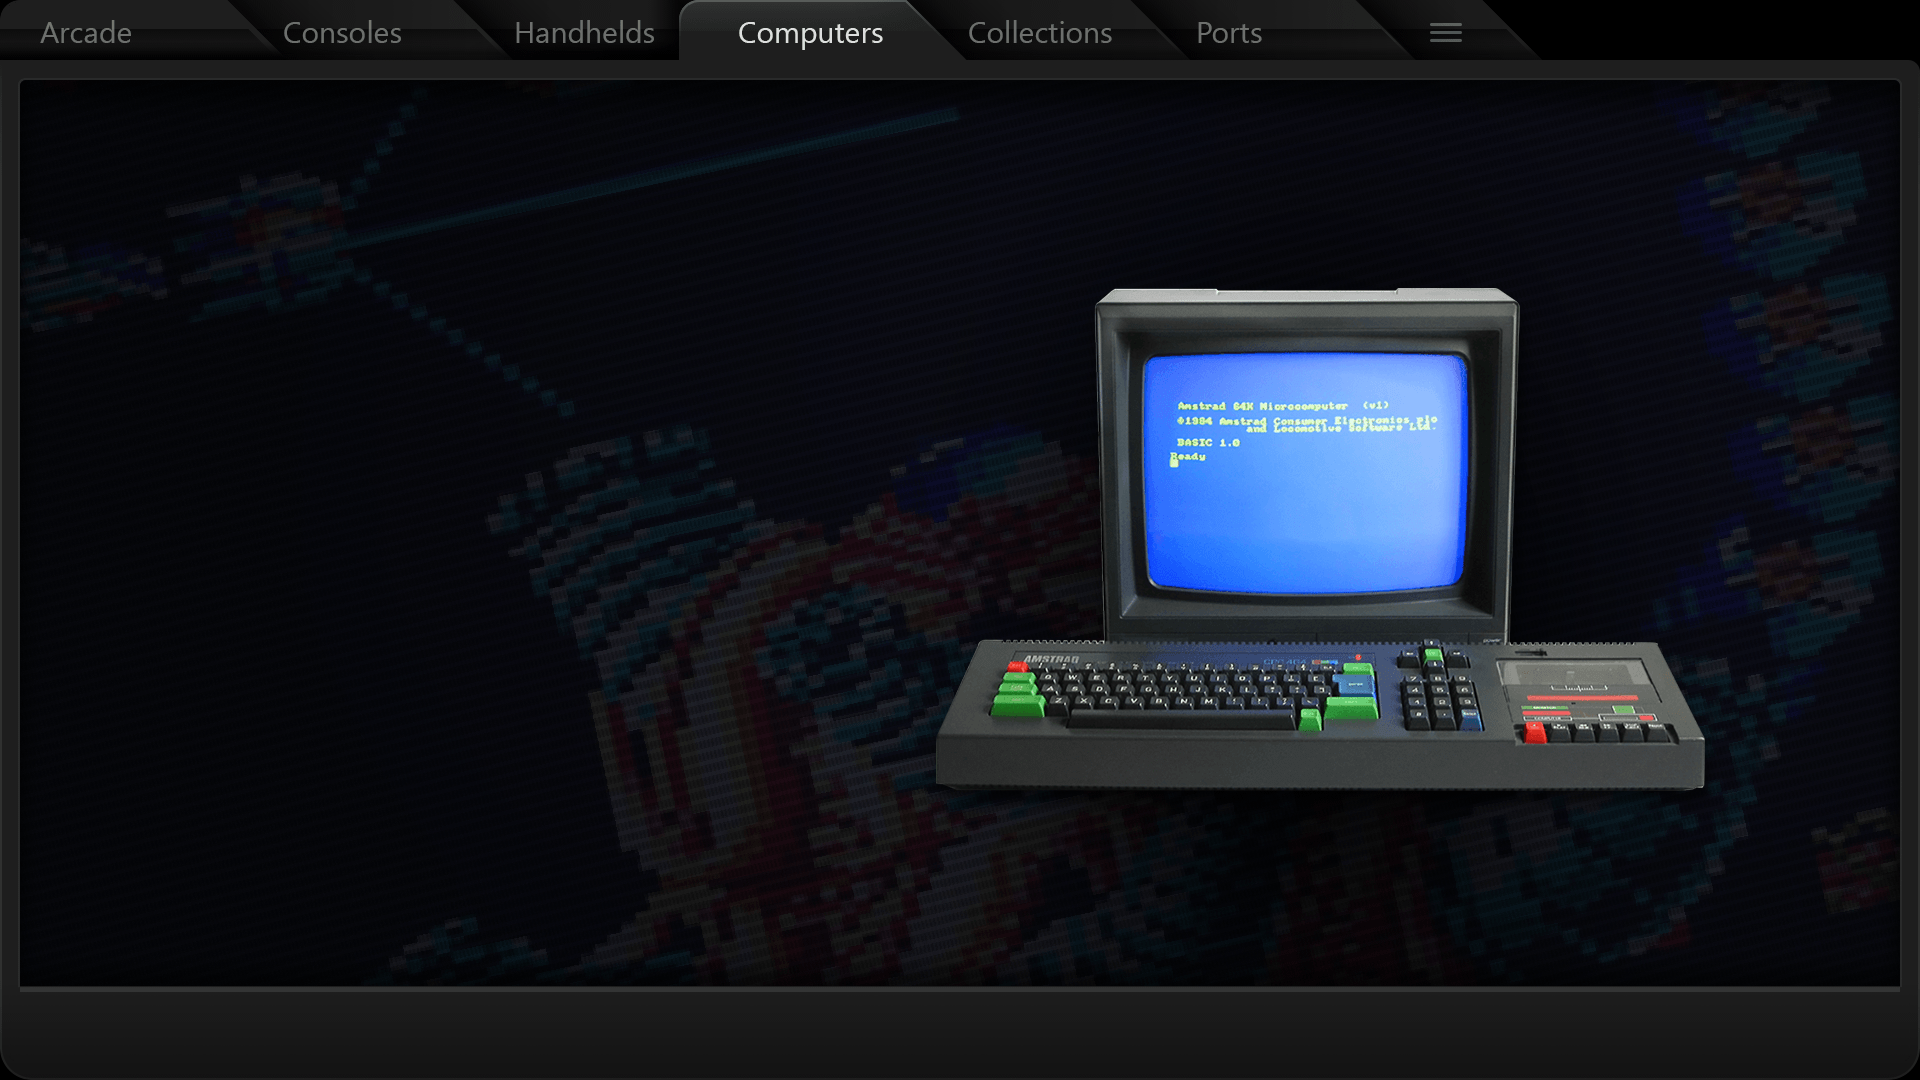 Arcade
Consoles
Handhelds
Computers
Collections
Ports
Amstrad 64K Microcomputer (v1)
©1984 Amstrad Consumer Electronics plc
and Locomotive Software Ltd.
BASIC 1.0
Ready
AMSTRAD
Q W E R T Y U I O P
A S D F G H J K L
Z X C V B N M